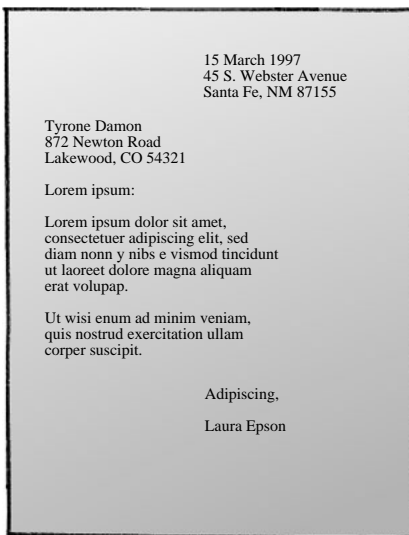 15 March 1997
45 S. Webster Avenue
Santa Fe, NM 87155
Tyrone Damon
872 Newton Road
Lakewood, CO 54321
Lorem ipsum:
Lorem ipsum dolor sit amet,
consectetuer adipiscing elit, sed
diam nonn y nibs e vismod tincidunt
ut laoreet dolore magna aliquam
erat volupap.
Ut wisi enum ad minim veniam,
quis nostrud exercitation ullam
corper suscipit.
Adipiscing,
Laura Epson